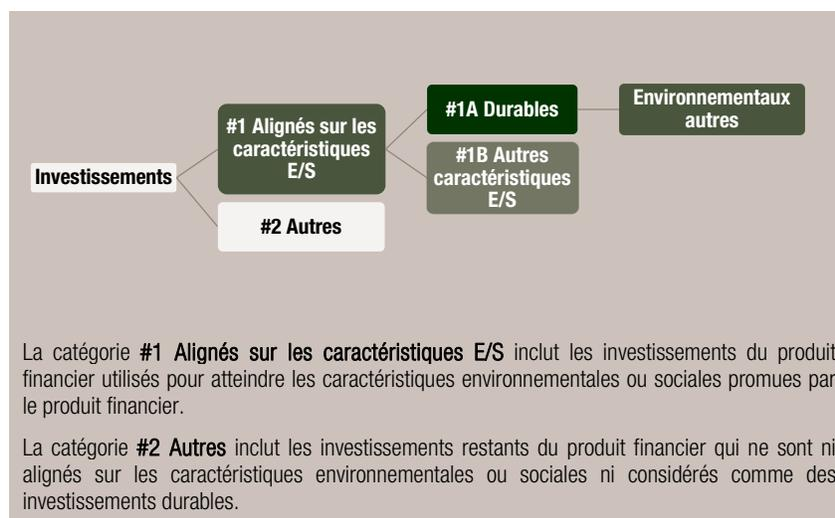 Investissements
#1 Alignés sur les
caractéristiques
E/S
#2 Autres
#1A Durables
#1B Autres
caractéristiques
E/S
Environnementaux
autres
La catégorie #1 Alignés sur les caractéristiques E/S inclut les investissements du produit
financier utilisés pour atteindre les caractéristiques environnementales ou sociales promues par
le produit financier.
La catégorie #2 Autres inclut les investissements restants du produit financier qui ne sont ni
alignés sur les caractéristiques environnementales ou sociales ni considérés comme des
investissements durables.